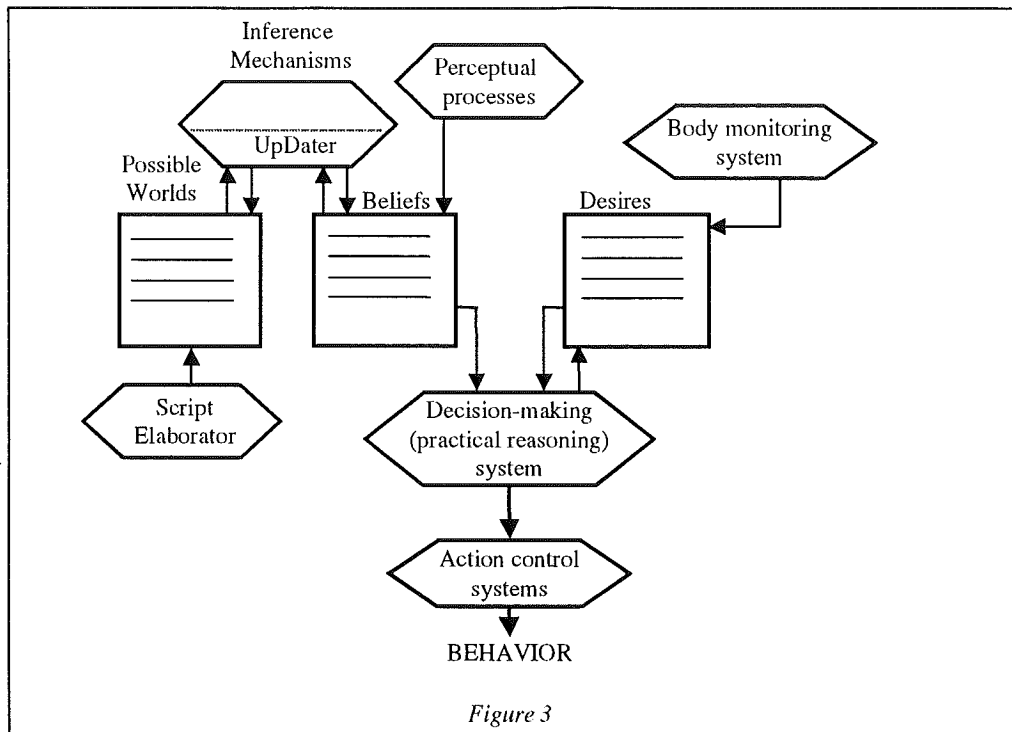 Inference
Mechanisms
UpDater
Perceptual
processes
Body monitoring
system
Possible
Worlds
Beliefs
Desires
Script
Elaborator
Decision-making
(practical reasoning)
system
Action control
systems
BEHAVIOR
Figure 3